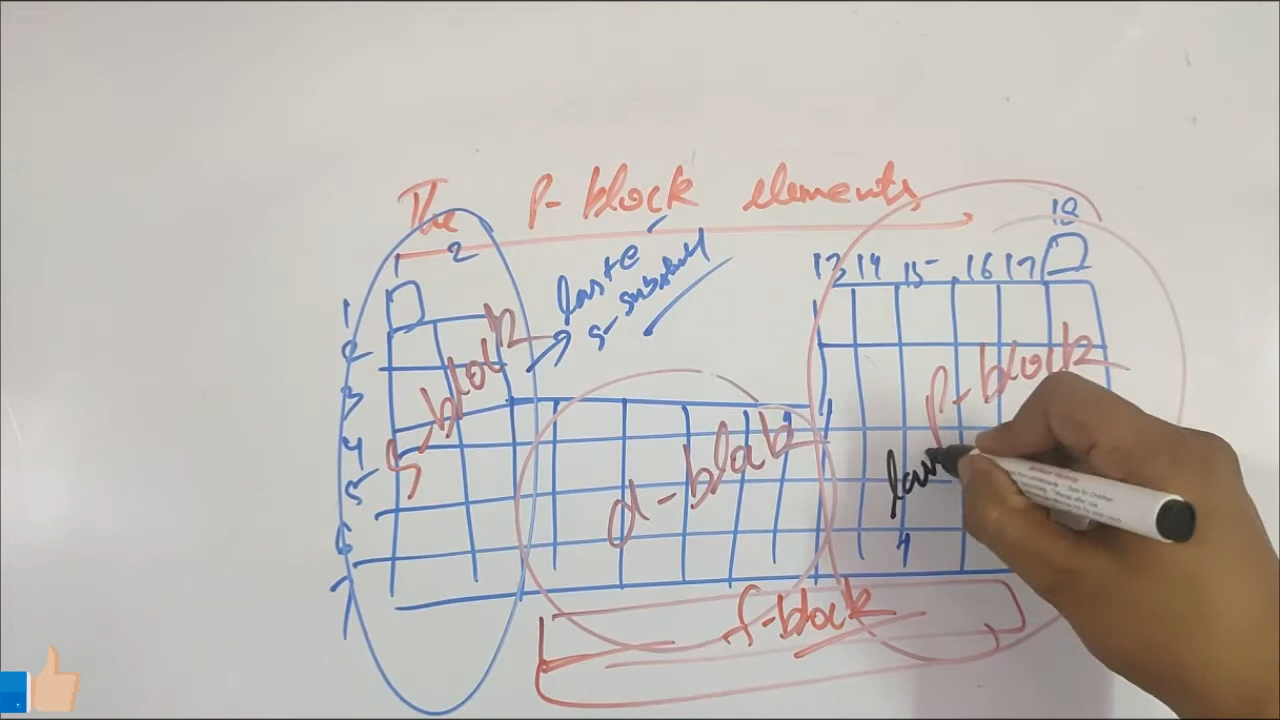 The P-block elements
18
1 2
last e
s-subshell
13 14 15 16 17
1
2
3
4
5
6
7
S-block
d-block
P-block
las
f-block